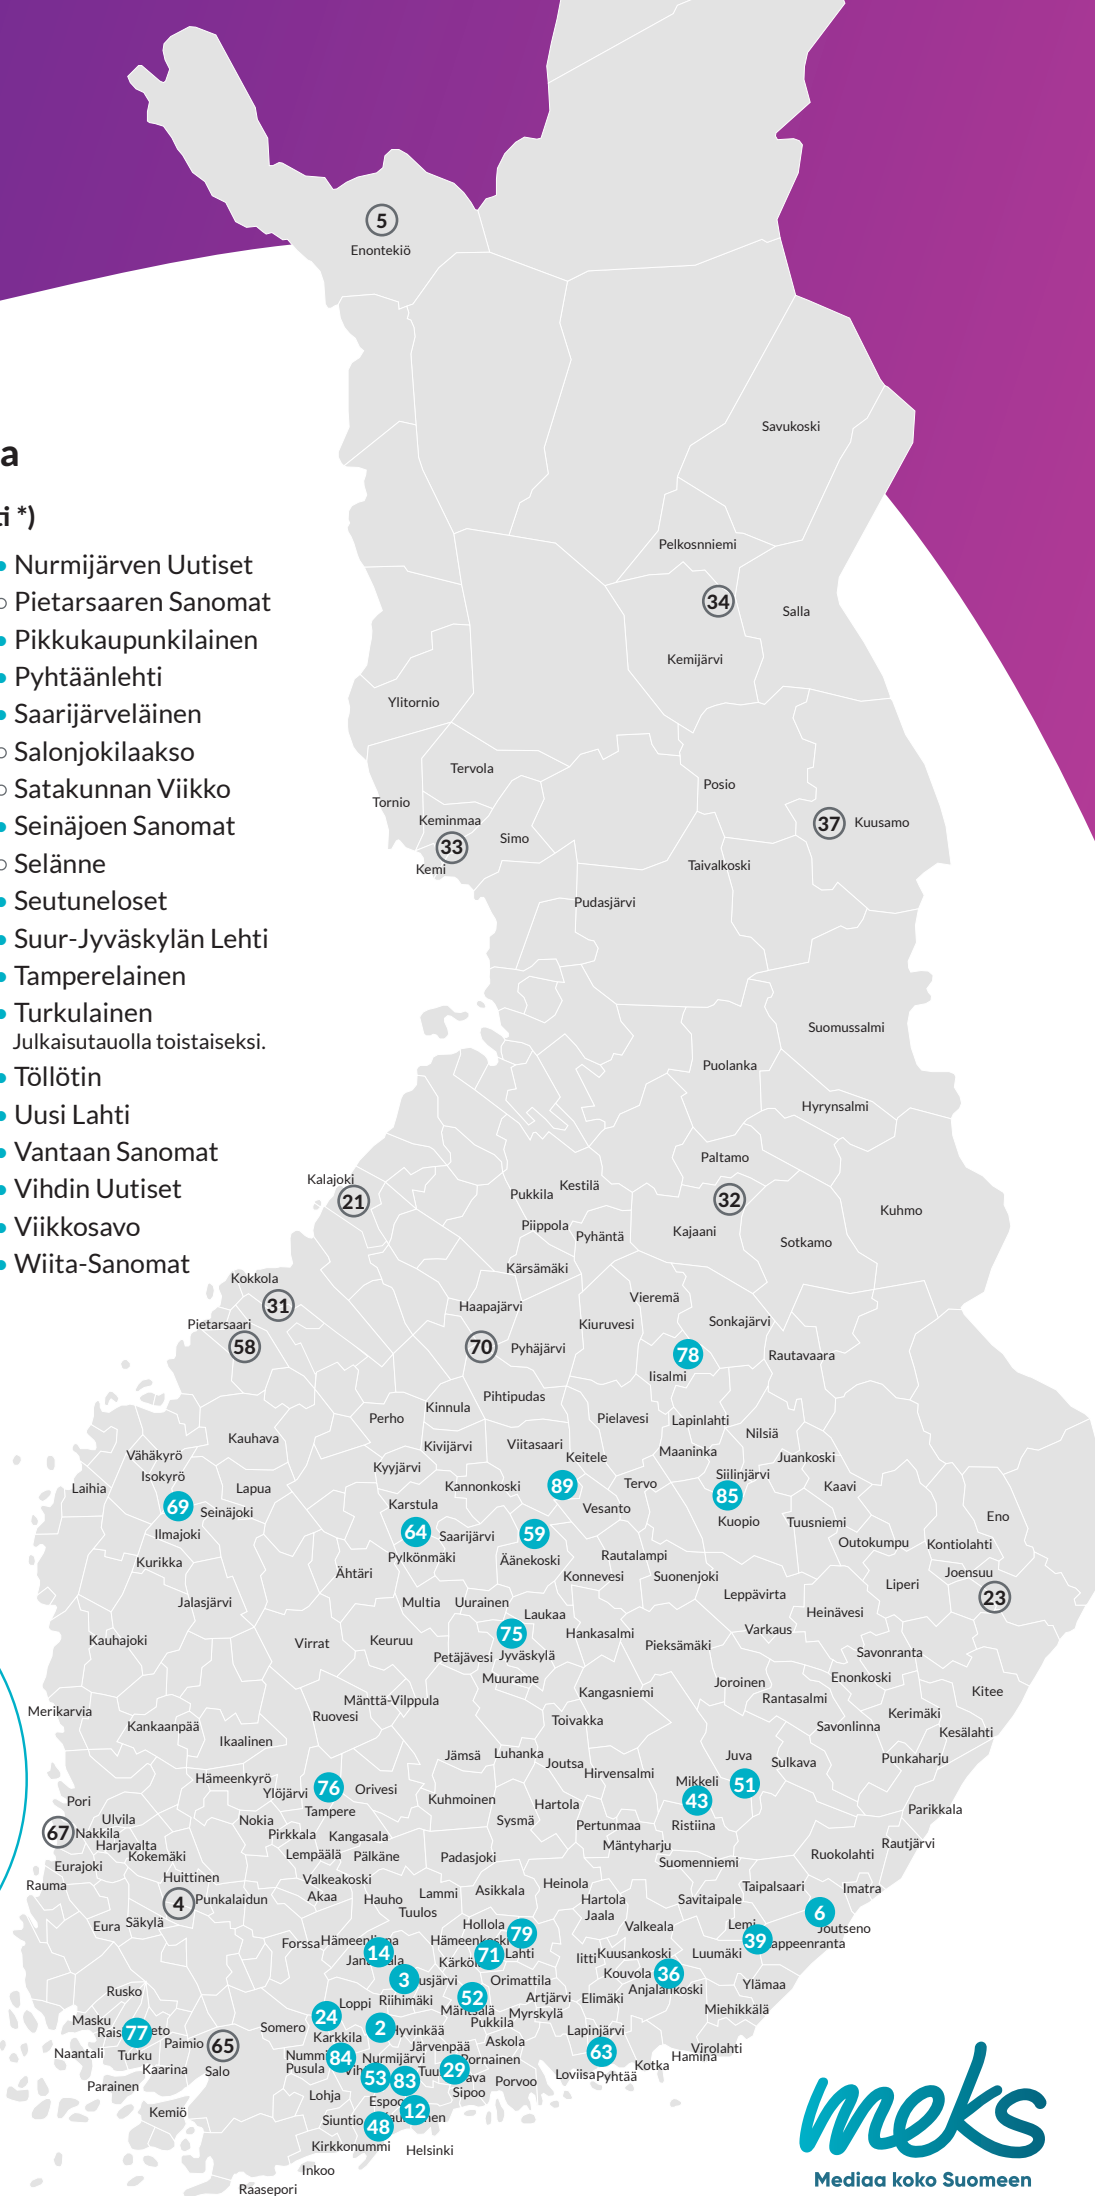 a
ti *)
Nurmijärven Uutiset
Pietarsaaren Sanomat
Pikkukaupunkilainen
Pyhtäänlehti
Saarijärveläinen
Salonjokilaakso
Satakunnan Viikko
Seinäjoen Sanomat
Selänne
Seutuneloset
Suur-Jyväskylän Lehti
Tamperelainen
Turkulainen
Julkaisutauolla toistaiseksi.
Töllötin
Uusi Lahti
Vantaan Sanomat
Vihdin Uutiset
Viikkosavo
Wiita-Sanomat
5
Enontekiö
Savukoski
Pelkosnniemi
34
Salla
Kemijärvi
Ylitornio
Tervola
Posio
Tornio
Keminmaa
37 Kuusamo
Simo
33
Kemi
Taivalkoski
Pudasjärvi
Suomussalmi
Puolanka
Hyrynsalmi
Paltamo
Kalajoki
21
Pukkila Kestilä
32
Kuhmo
Piippola Pyhäntä
Kajaani
Sotkamo
Kärsämäki
Kokkola
31
Vieremä
Haapajärvi
Pietarsaari
58
Kiuruvesi
Sonkajärvi
70 Pyhäjärvi
78
Rautavaara
Iisalmi
Pihtipudas
Kinnula
Perho
Pielavesi Lapinlahti
Nilsiä
Kauhava
Kivijärvi
Viitasaari
Vähäkyrö
Keitele
Maaninka
Juankoski
Kyyjärvi
Isokyrö
Siilinjärvi
Laihia
Lapua
Kannonkoski
89
Tervo
85
Kaavi
69 Seinäjoki
Karstula
Vesanto
Eno
Ilmajoki
64 Saarijärvi
59
Kuopio
Tuusniemi
Outokumpu Kontiolahti
Kurikka
Pylkönmäki
Äänekoski
Rautalampi
Ähtäri
Konnevesi
Suonenjoki
Joensuu
Liperi
23
Jalasjärvi
Multia Uurainen
Leppävirta
Laukaa
Heinävesi
Kauhajoki
Virrat
Keuruu
75
Hankasalmi
Varkaus
Petäjävesi Jyväskylä
Pieksämäki
Savonranta
Muurame
Enonkoski
Joroinen
Kangasniemi
Rantasalmi
Kitee
Merikarvia
Mänttä-Vilppula
Ruovesi
Toivakka
Kerimäki
Kankaanpää
Savonlinna
Kesälahti
Ikaalinen
Jämsä Luhanka
Joutsa
Juva
Sulkava
Punkaharju
Hämeenkyrö
Hirvensalmi
Mikkeli
51
Ylöjärvi
76
Orivesi
Kuhmoinen
43
Pori
Tampere
Hartola
Parikkala
Ulvila
Nokia
Sysmä
Pertunmaa
Ristiina
67 Nakkila
Pirkkala Kangasala
Harjavalta
Mäntyharju
Rautjärvi
Kokemäki
Lempäälä Pälkäne
Padasjoki
Suomenniemi
Ruokolahti
Eurajoki
Huittinen
Valkeakoski
Rauma
Heinola
Taipalsaari
Imatra
4 Punkalaidun
Akaa
Hauho
Lammi
Asikkala
Hartola
Savitaipale
Tuulos
Jaala
6
Eura Säkylä
Hollola
79
Valkeala
Lemi
Joutseno
Forssa
14
39
71 Lahti
Iitti Kuusankoski
Luumäki
3
Orimattila
Kouvola
36
Rusko
Anjalankoski
Ylämaa
52
Artjärvi
Elimäki
Loppi Riihimäki
Myrskylä
Miehikkälä
24
Masku
Pukkila
77
Somero
Karkkila
2
Lapinjärvi
Järvenpää
Askola
Virolahti
Naantali Turku
Paimio
65
84
Nurmijärvi
63
Hamina
Kaarina
Salo
Pusula
29
Kotka
53
83
Loviisa Pyhtää
Parainen
Porvoo
Lohja
Sipoo
Kemiö
12
Siuntio
48
Kirkkonummi
Helsinki
Inkoo
Raasepori
meks
Mediaa koko Suomeen